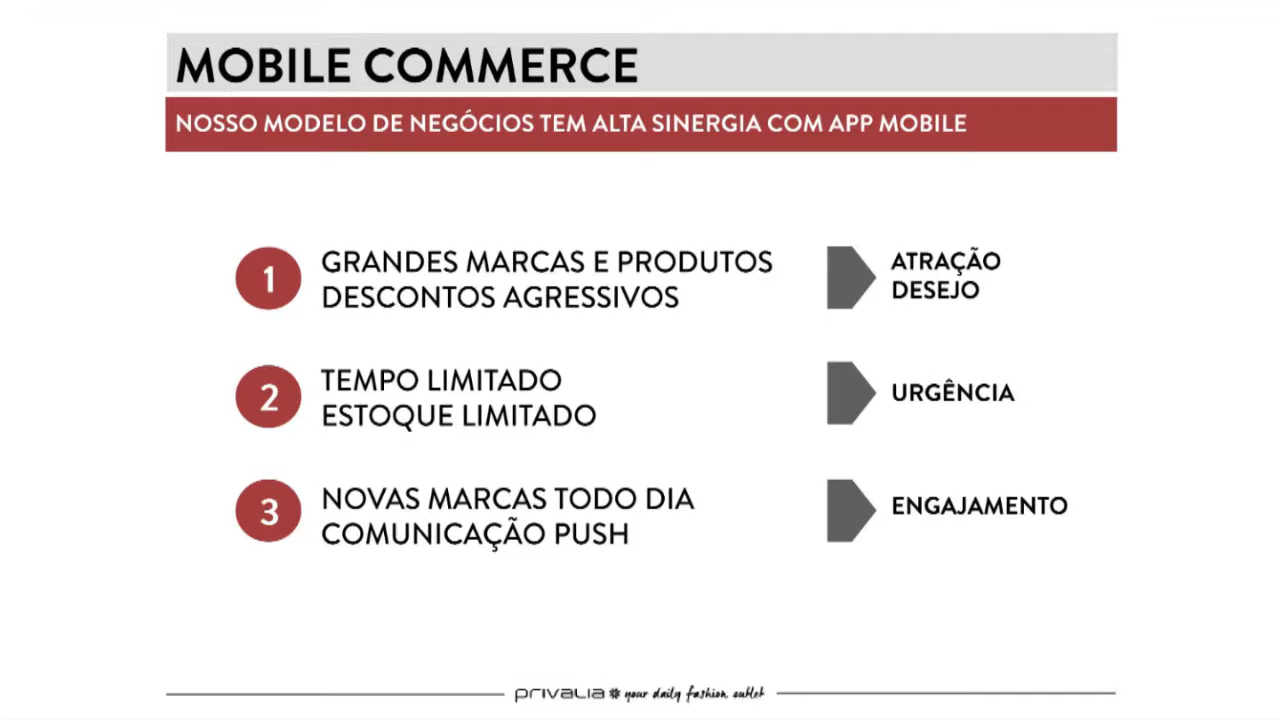 MOBILE COMMERCE
NOSSO MODELO DE NEGÓCIOS TEM ALTA SINERGIA COM APP MOBILE
1
GRANDES MARCAS E PRODUTOS
DESCONTOS AGRESSIVOS
ATRAÇÃO
DESEJO
2
TEMPO LIMITADO
ESTOQUE LIMITADO
URGÊNCIA
3
NOVAS MARCAS TODO DIA
COMUNICAÇÃO PUSH
ENGAJAMENTO
privalia your daily fashion outlet